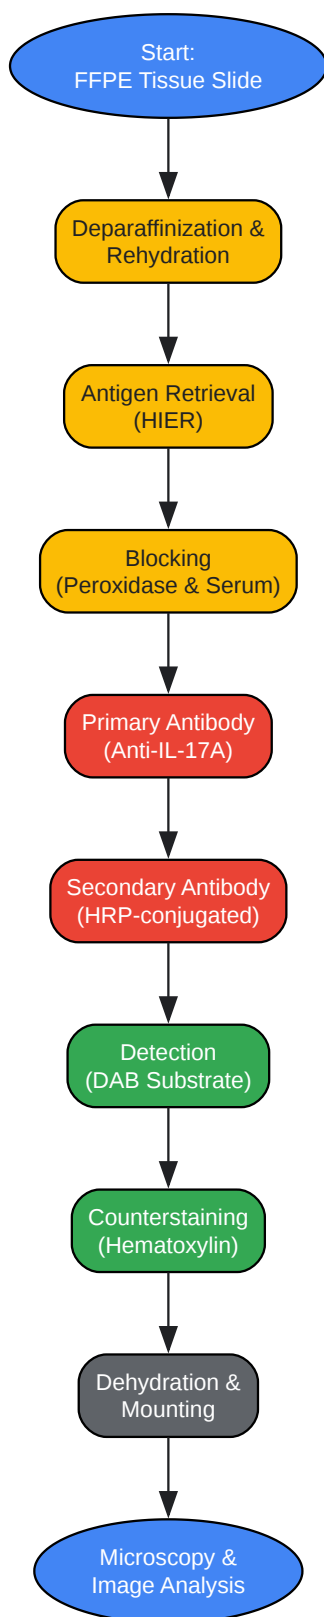 Start:
FFPE Tissue Slide
Deparaffinization &
Rehydration
Antigen Retrieval
(HIER)
Blocking
(Peroxidase & Serum)
Primary Antibody
(Anti-IL-17A)
Secondary Antibody
(HRP-conjugated)
Detection
(DAB Substrate)
Counterstaining
(Hematoxylin)
Dehydration &
Mounting
Microscopy &
Image Analysis